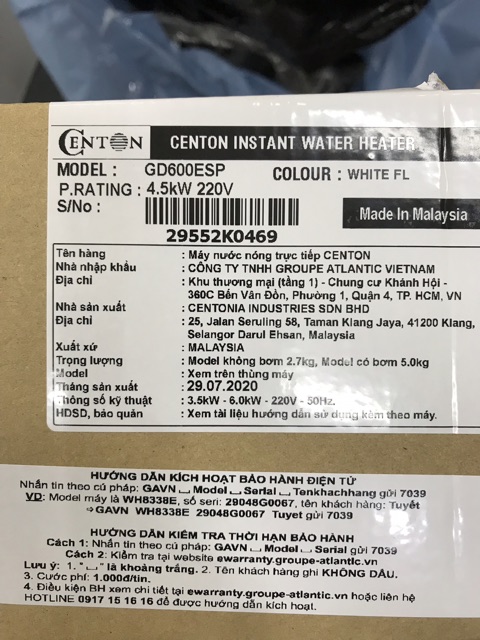 CENTON
CENTON INSTANT WATER HEATER
MODEL : GD600ESP COLOUR : WHITE FL
P.RATING : 4.5kW 220V
S/No :
Made In Malaysia
29552K0469
Tên hàng : Máy nước nóng trực tiếp CENTON
Nhà nhập khẩu : CÔNG TY TNHH GROUPE ATLANTIC VIETNAM
Địa chỉ : Khu thương mại (tầng 1) - Chung cư Khánh Hội -
360C Bến Vân Đồn, Phường 1, Quận 4, TP. HCM, VN
Nhà sản xuất : CENTONIA INDUSTRIES SDN BHD
Địa chỉ : 25, Jalan Seruling 58, Taman Klang Jaya, 41200 Klang,
Selangor Darul Ehsan, Malaysia
Xuất xứ : MALAYSIA
Trọng lượng : Model không bơm 2.7kg, Model có bơm 5.0kg
Model : Xem trên thùng máy
Tháng sản xuất : 29.07.2020
Thông số kỹ thuật : 3.5kW - 6.0kW - 220V - 50Hz.
HDSD, bảo quản : Xem tài liệu hướng dẫn sử dụng kèm theo máy.
HƯỚNG DẪN KÍCH HOẠT BẢO HÀNH ĐIỆN TỬ
Nhắn tin theo cú pháp: GAVN ⎵ Model ⎵ Serial ⎵ Tenkhachhang gửi 7039
VD: Model máy là WH8338E, số seri: 29048G0067, tên khách hàng: Tuyết
⇨GAVN WH8338E 29048G0067 Tuyet gửi 7039
HƯỚNG DẪN KIỂM TRA THỜI HẠN BẢO HÀNH
Cách 1: Nhắn tin theo cú pháp: GAVN ⎵ Model ⎵ Serial gửi 7039
Cách 2: Kiểm tra tại website ewarranty.groupe-atlantic.vn
Lưu ý: 1. "⎵" là khoảng trắng. 2. Tên khách hàng ghi KHÔNG DẤU.
3. Cước phí: 1.000đ/tin.
4. Điều kiện BH xem chi tiết tại ewarranty.groupe-atlantic.vn hoặc liên hệ
HOTLINE 0917 15 16 16 để được hướng dẫn kích hoạt.